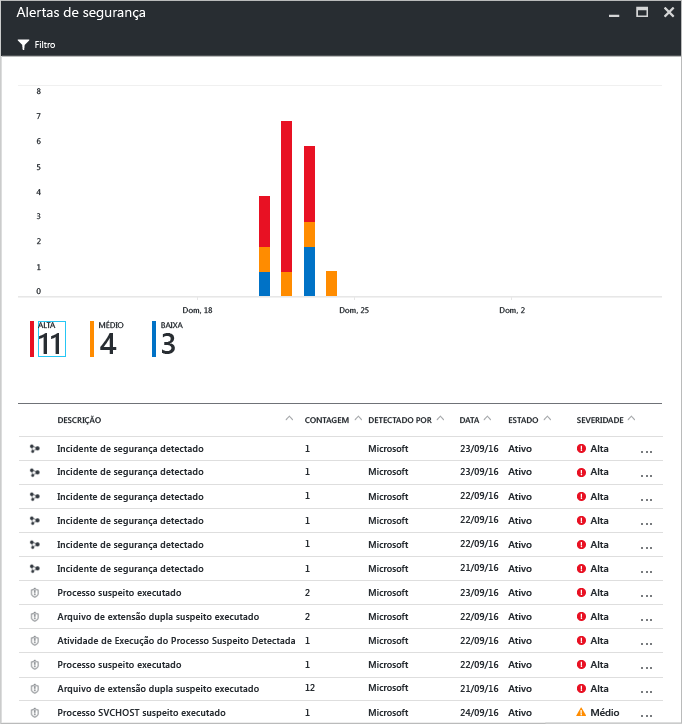 Alertas de segurança
Filtro
8
7
6
5
4
3
2
1
0
Dom, 18 Dom, 25 Dom, 2
ALTA MÉDIO BAIXA
11 4 3
DESCRIÇÃO CONTAGEM DETECTADO POR DATA ESTADO SEVERIDADE
Incidente de segurança detectado 1 Microsoft 23/09/16 Ativo Alta ...
Incidente de segurança detectado 1 Microsoft 23/09/16 Ativo Alta ...
Incidente de segurança detectado 1 Microsoft 22/09/16 Ativo Alta ...
Incidente de segurança detectado 1 Microsoft 22/09/16 Ativo Alta ...
Incidente de segurança detectado 1 Microsoft 22/09/16 Ativo Alta ...
Incidente de segurança detectado 1 Microsoft 21/09/16 Ativo Alta ...
Processo suspeito executado 2 Microsoft 23/09/16 Ativo Alta ...
Arquivo de extensão dupla suspeito executado 2 Microsoft 22/09/16 Ativo Alta ...
Atividade de Execução do Processo Suspeito Detectada 1 Microsoft 22/09/16 Ativo Alta ...
Processo suspeito executado 1 Microsoft 22/09/16 Ativo Alta ...
Arquivo de extensão dupla suspeito executado 12 Microsoft 21/09/16 Ativo Alta ...
Processo SVCHOST suspeito executado 1 Microsoft 24/09/16 Ativo Médio ...